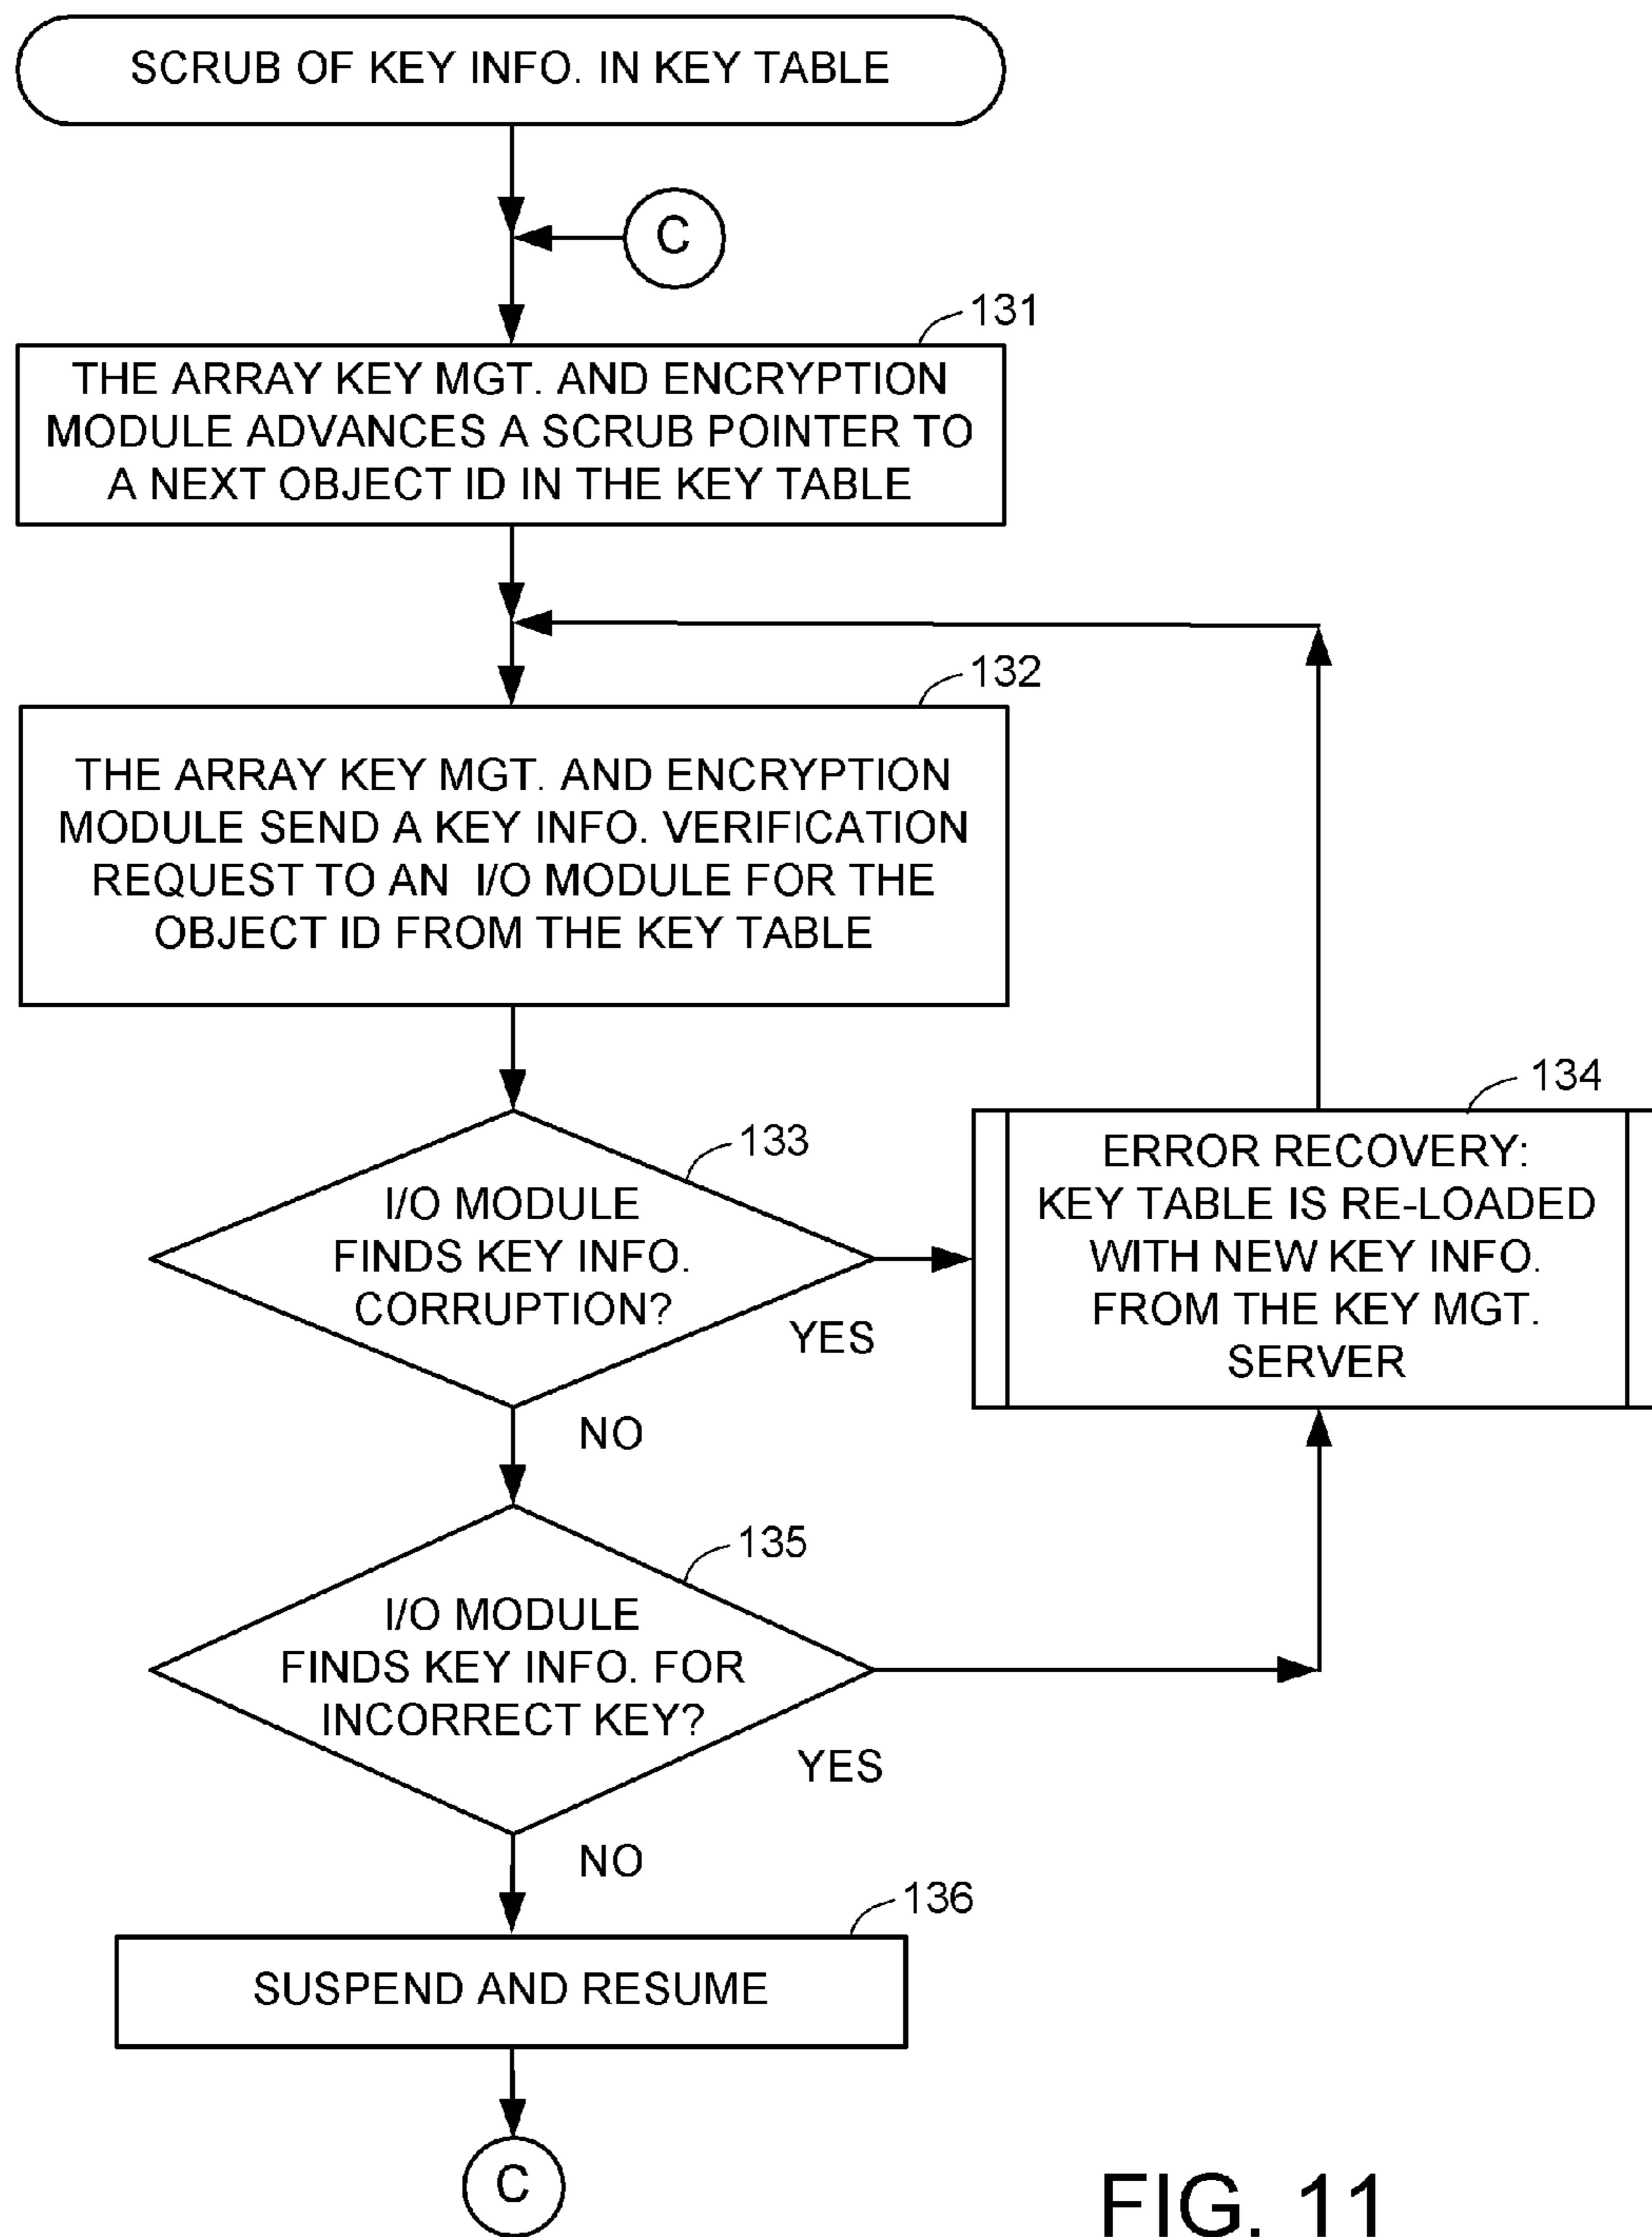 SCRUB OF KEY INFO. IN KEY TABLE
C
131
THE ARRAY KEY MGT. AND ENCRYPTION
MODULE ADVANCES A SCRUB POINTER TO
A NEXT OBJECT ID IN THE KEY TABLE
132
THE ARRAY KEY MGT. AND ENCRYPTION
MODULE SEND A KEY INFO. VERIFICATION
REQUEST TO AN I/O MODULE FOR THE
OBJECT ID FROM THE KEY TABLE
133
I/O MODULE
FINDS KEY INFO.
CORRUPTION?
YES
NO
134
ERROR RECOVERY:
KEY TABLE IS RE-LOADED
WITH NEW KEY INFO.
FROM THE KEY MGT.
SERVER
135
I/O MODULE
FINDS KEY INFO. FOR
INCORRECT KEY?
YES
NO
136
SUSPEND AND RESUME
C
FIG. 11